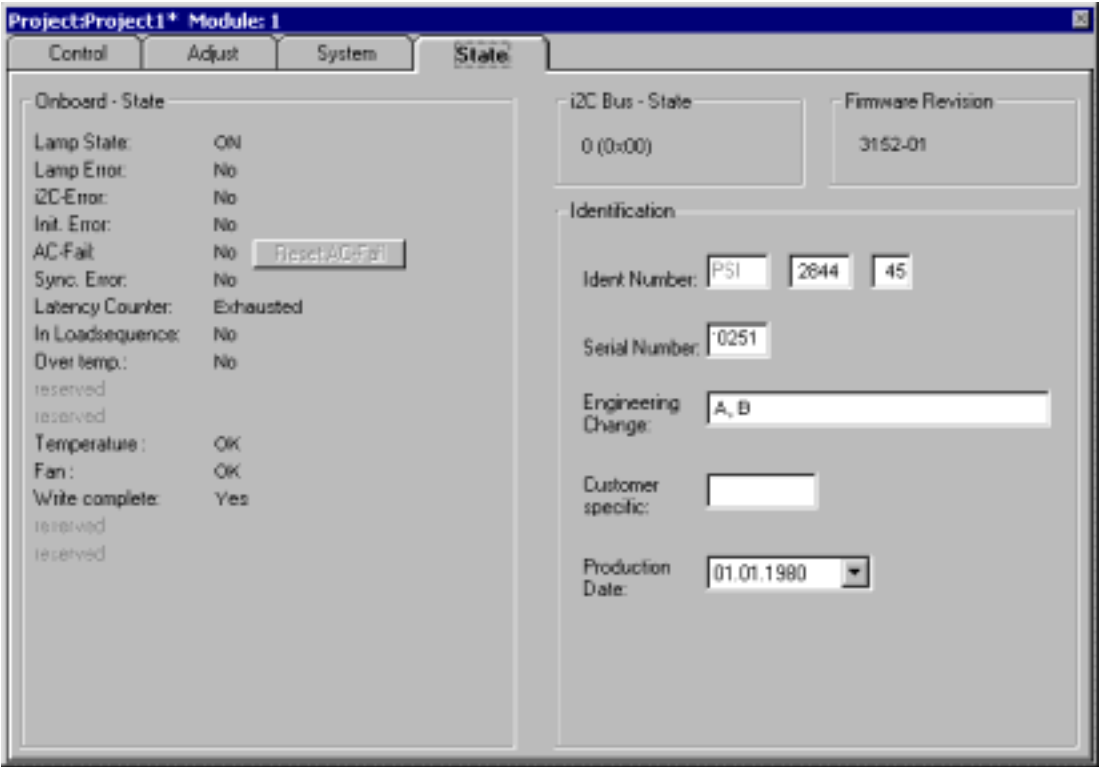 Project:Project1* Module: 1
Control Adjust System State
Onboard - State
Lamp State: ON
Lamp Error: No
i2C-Error: No
Init. Error: No
AC-Fail: No Reset AC-Fail
Sync. Error: No
Latency Counter: Exhausted
In Loadsequence: No
Over temp.: No
reserved
reserved
Temperature : OK
Fan : OK
Write complete: Yes
reserved
reserved
i2C Bus - State
0 (0x00)
Firmware Revision
3152-01
Identification
Ident Number: PSI 2844 45
Serial Number: '0251
Engineering
Change: A, B
Customer
specific:
Production
Date: 01.01.1980